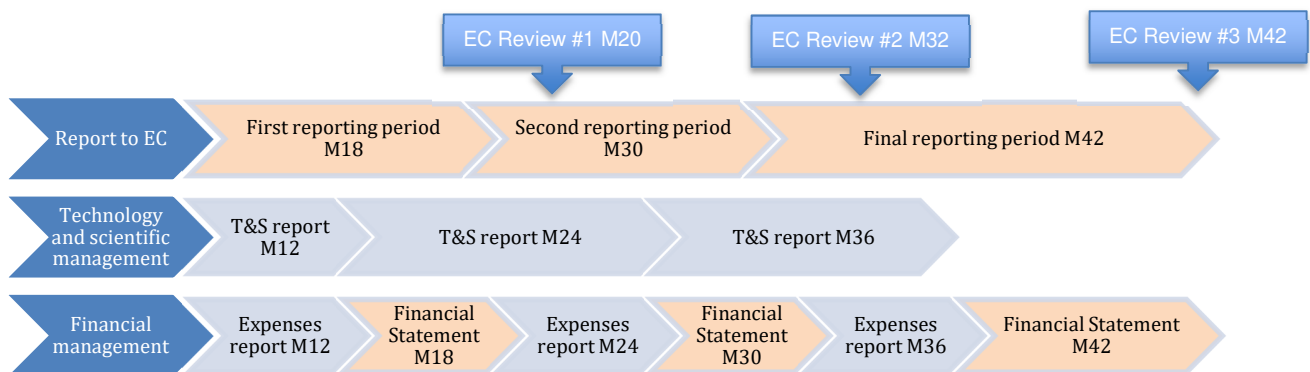 EC Review #1 M20
EC Review #2 M32
EC Review #3 M42
Report to EC
First reporting period
M18
Second reporting period
M30
Final reporting period M42
Technology
and scientific
management
T&S report
M12
T&S report M24
T&S report M36
Financial
management
Expenses
report M12
Financial
Statement
M18
Expenses
report M24
Financial
Statement
M30
Expenses
report M36
Financial Statement
M42